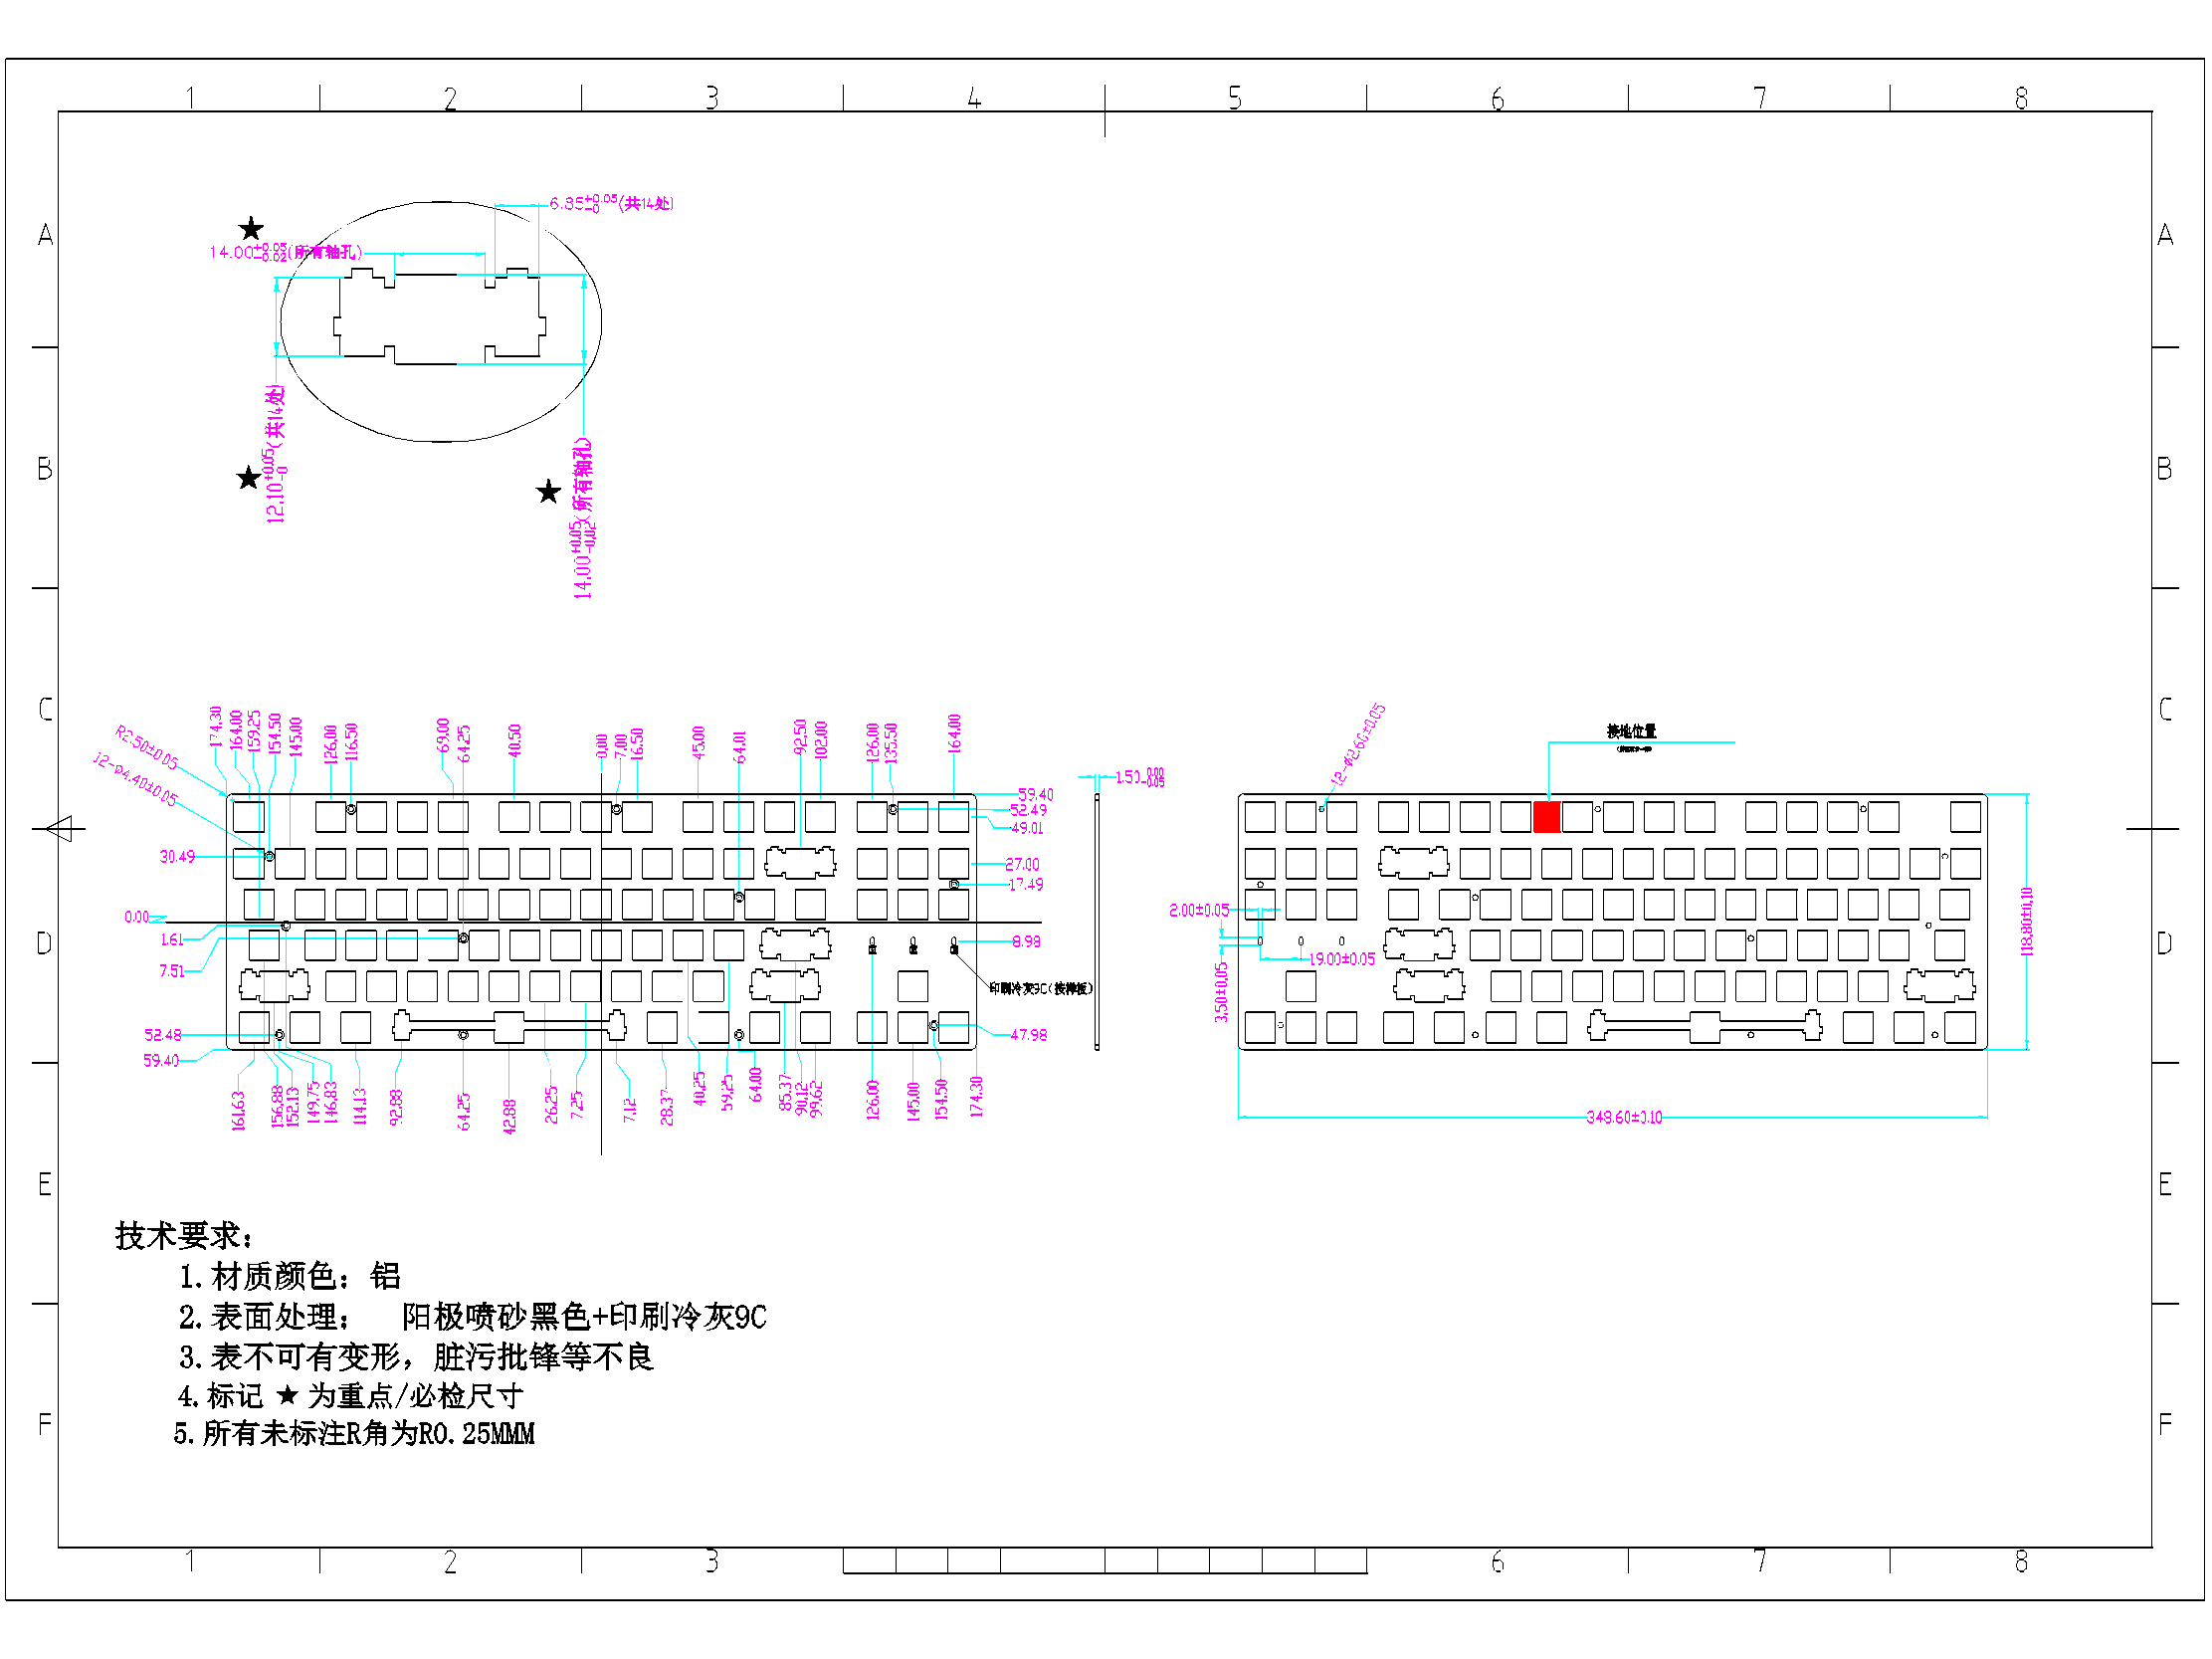 1 2 3 4 5 6 7 8
A A
6.35+0.05-0(共14处)
14.00+0.05-0.02(所有轴孔)
12.10+0.05-0(共14处)
14.00+0.05-0.02(所有轴孔)
B B
C C
R2.50±0.05
12-φ4.40±0.05
174.30 164.00 159.25 154.50 145.00 126.00 116.50 69.00 64.25 40.50 0.00 7.00 16.50 45.00 64.01 92.50 102.00 126.00 135.50 164.00
12-φ2.60±0.05
接地位置
1.50 0.00-0.05
59.40
52.49
49.01
30.49
27.00
17.49
0.00
1.61
7.51
8.98
D D
2.00±0.05
19.00±0.05
3.50±0.05
118.80±0.10
52.48
47.98
59.40
161.63 156.88 152.13 149.75 146.83 114.13 92.88 64.25 42.88 26.25 7.25 7.12 28.37 40.25 59.25 64.00 85.37 90.12 99.62 126.00 145.00 154.50 174.30
348.60±0.10
E E
技术要求:
1.材质颜色: 铝
2.表面处理: 阳极喷砂黑色+印刷冷灰9C
3.表不可有变形, 脏污批锋等不良
4.标记 ★ 为重点/必检尺寸
5.所有未标注R角为R0.25MMM
F F
1 2 3 6 7 8